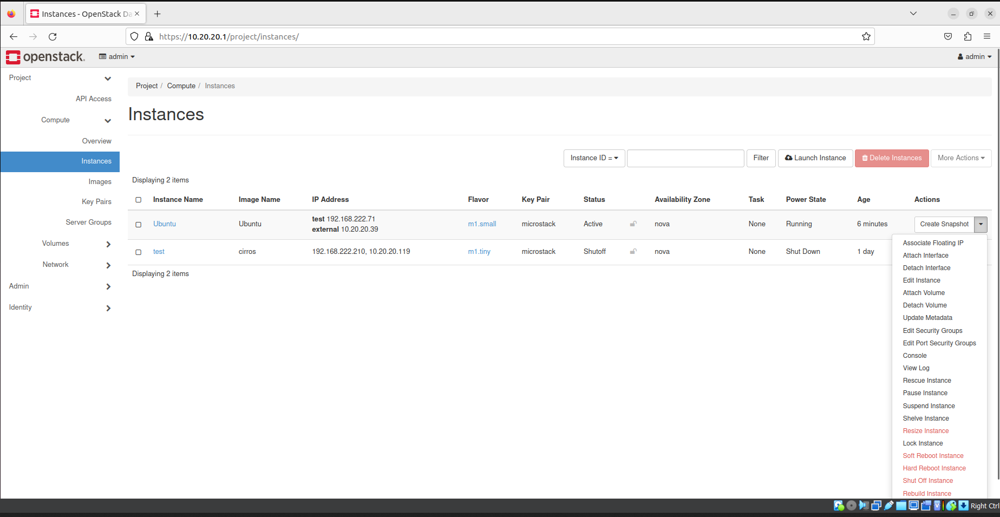 Instances - OpenStack Da
https://10.20.20.1/project/instances/
openstack. admin admin
Project
API Access
Compute
Overview
Instances
Images
Key Pairs
Server Groups
Volumes
Network
Admin
Identity
Project / Compute / Instances
Instances
Instance ID = Filter Launch Instance Delete Instances More Actions
Displaying 2 items
Instance Name Image Name IP Address Flavor Key Pair Status Availability Zone Task Power State Age Actions
Ubuntu Ubuntu test 192.168.222.71 m1.small microstack Active nova None Running 6 minutes Create Snapshot
external 10.20.20.39
test cirros 192.168.222.210, 10.20.20.119 m1.tiny microstack Shutoff nova None Shut Down 1 day
Displaying 2 items
Associate Floating IP
Attach Interface
Detach Interface
Edit Instance
Attach Volume
Detach Volume
Update Metadata
Edit Security Groups
Edit Port Security Groups
Console
View Log
Rescue Instance
Pause Instance
Suspend Instance
Shelve Instance
Resize Instance
Lock Instance
Soft Reboot Instance
Hard Reboot Instance
Shut Off Instance
Rebuild Instance
Right Ctrl